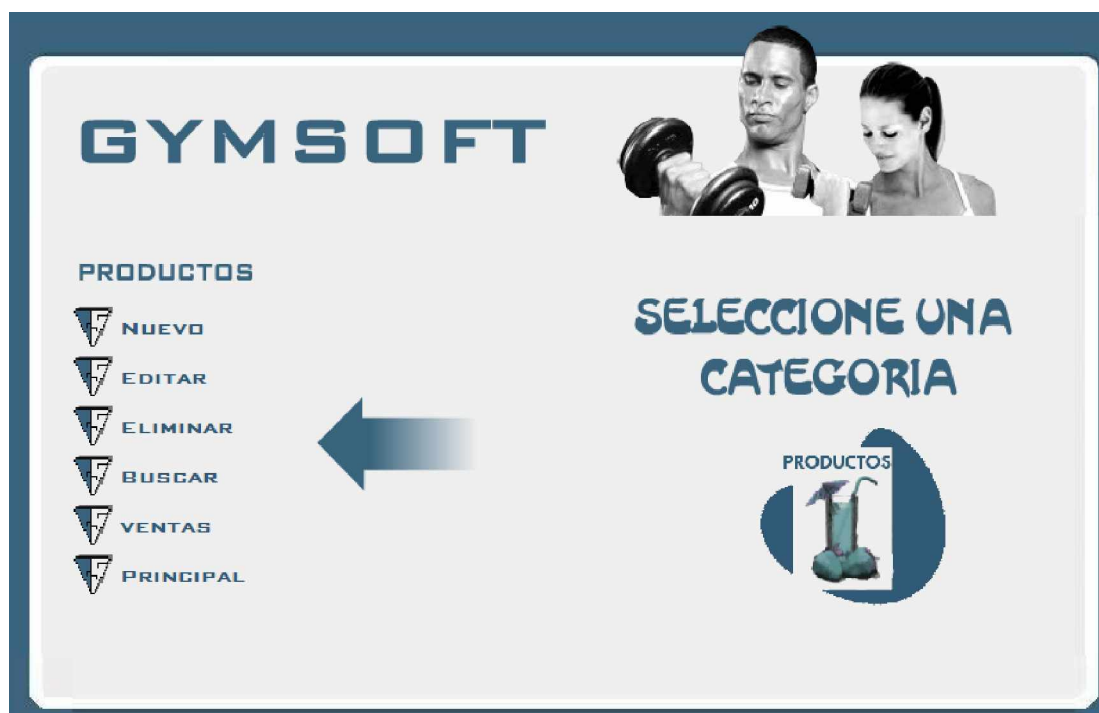 GYMSOFT
PRODUCTOS
NUEVO
EDITAR
ELIMINAR
BUSCAR
VENTAS
PRINCIPAL
SELECCIONE UNA
CATEGORIA
PRODUCTOS